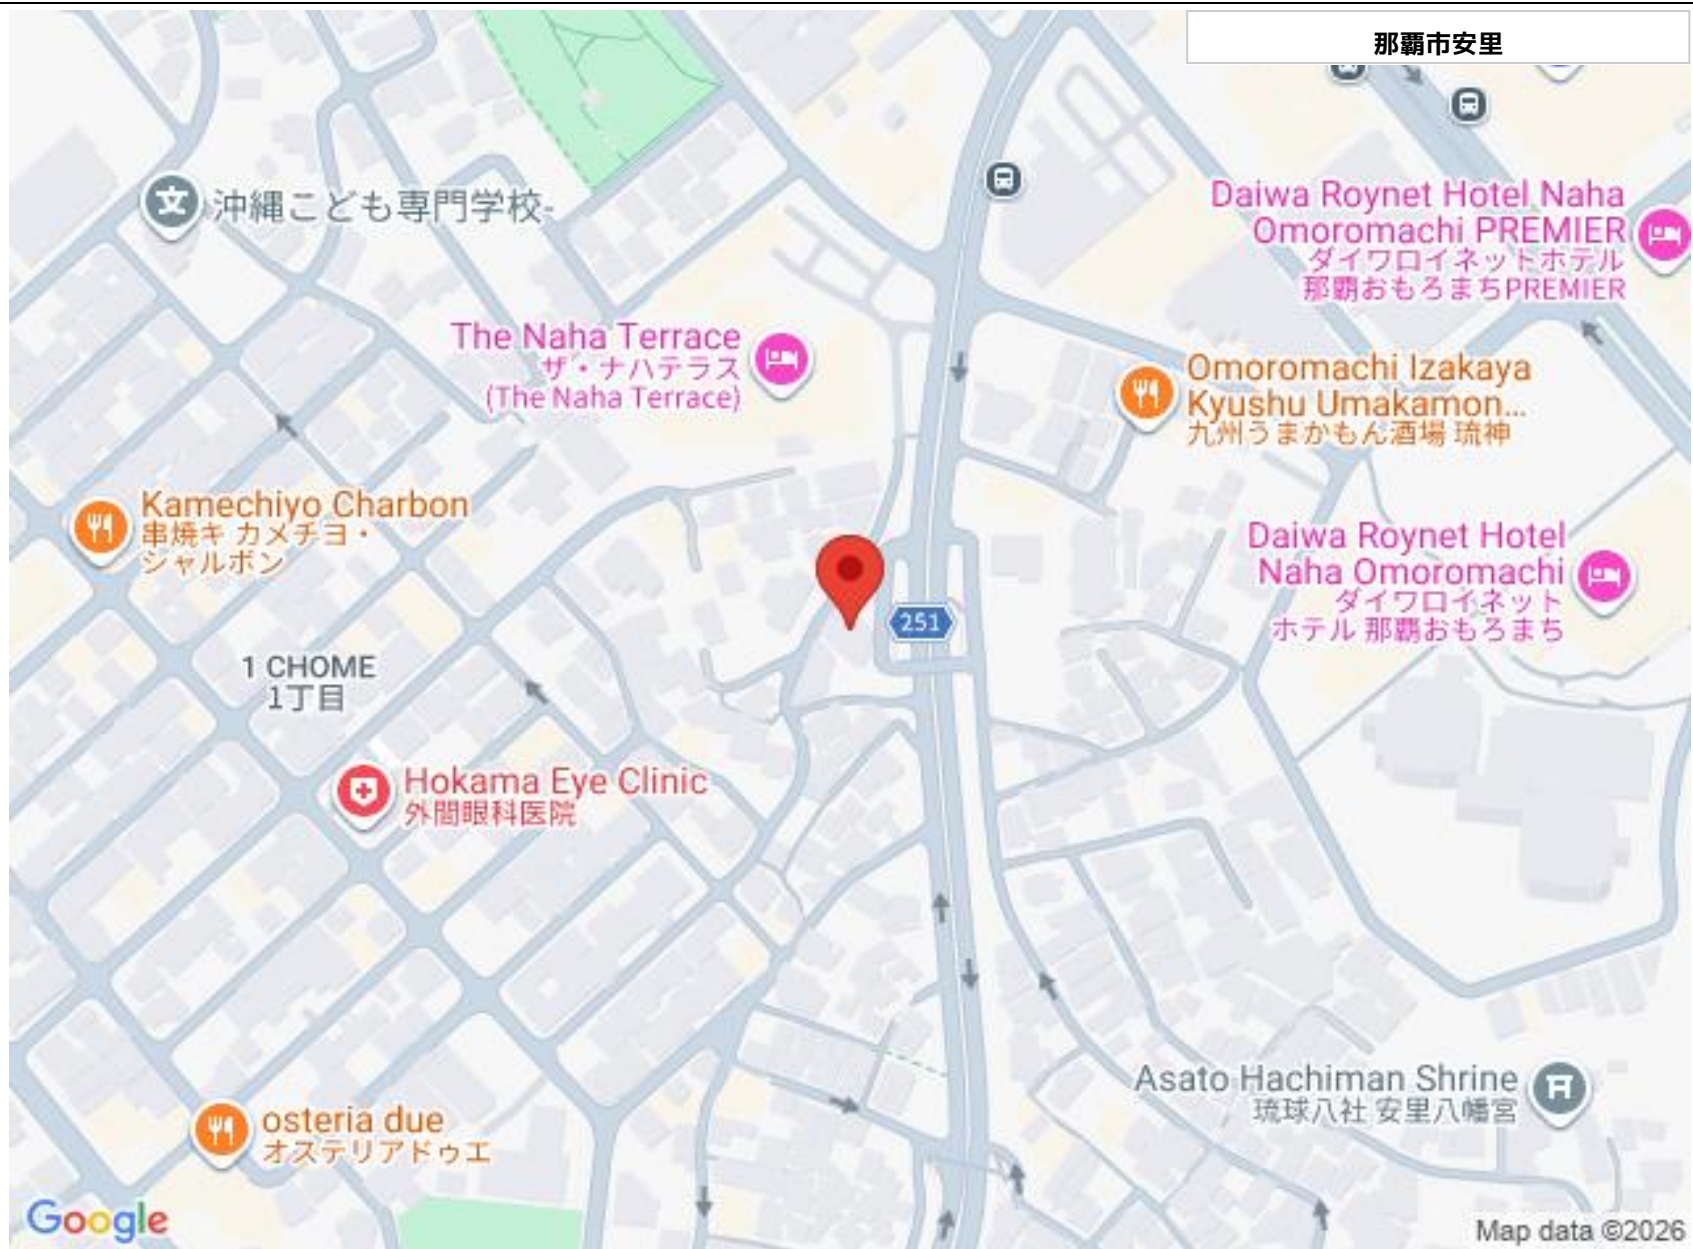 那覇市安里
沖縄こども専門学校-
Daiwa Roynet Hotel Naha
Omoromachi PREMIER
ダイワロイネットホテル
那覇おもろまちPREMIER
The Naha Terrace
ザ・ナハテラス
(The Naha Terrace)
Omoromachi Izakaya
Kyushu Umakamon...
九州うまかもん酒場 琉神
Kamechiyo Charbon
串焼キ カメチヨ・
シャルボン
Daiwa Roynet Hotel
Naha Omoromachi
ダイワロイネット
ホテル 那覇おもろまち
251
1 CHOME
1丁目
Hokama Eye Clinic
外間眼科医院
Asato Hachiman Shrine
琉球八社 安里八幡宮
osteria due
オステリアドゥエ
Google
Map data ©2026